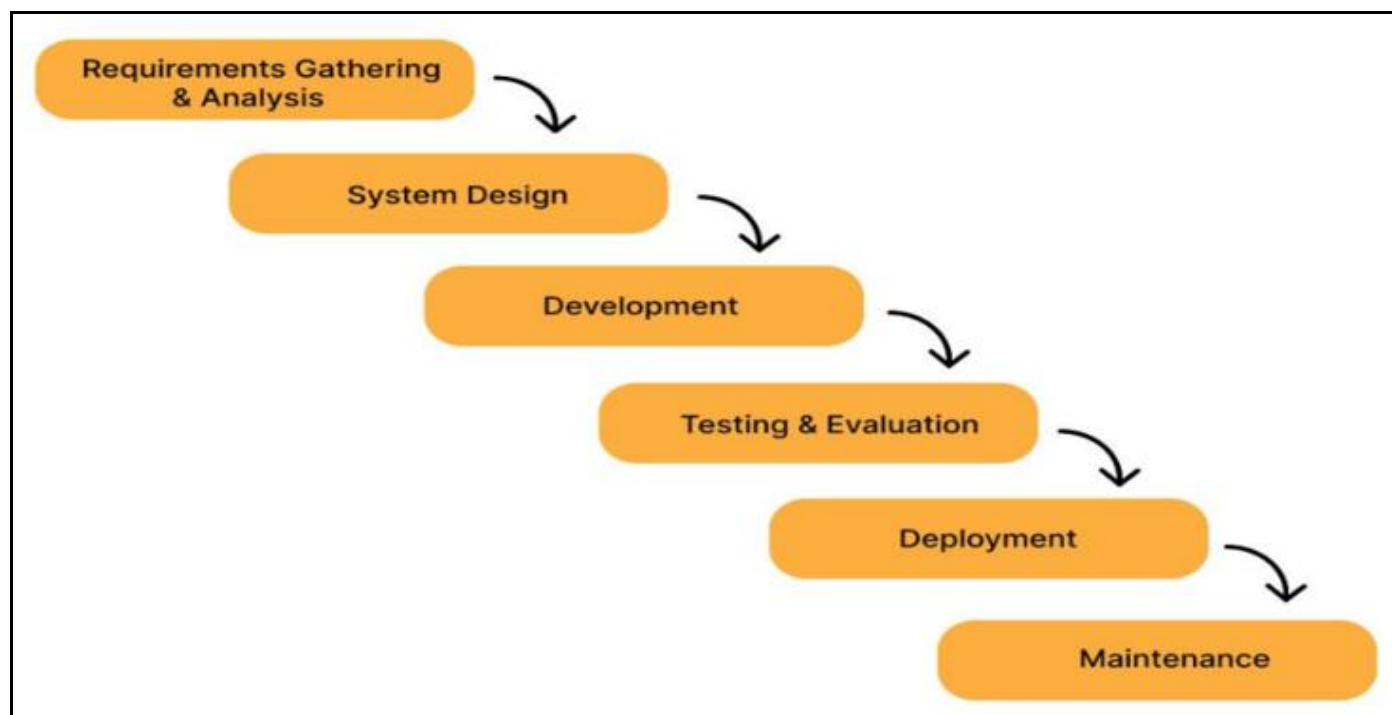 Requirements Gathering
& Analysis
System Design
Development
Testing & Evaluation
Deployment
Maintenance